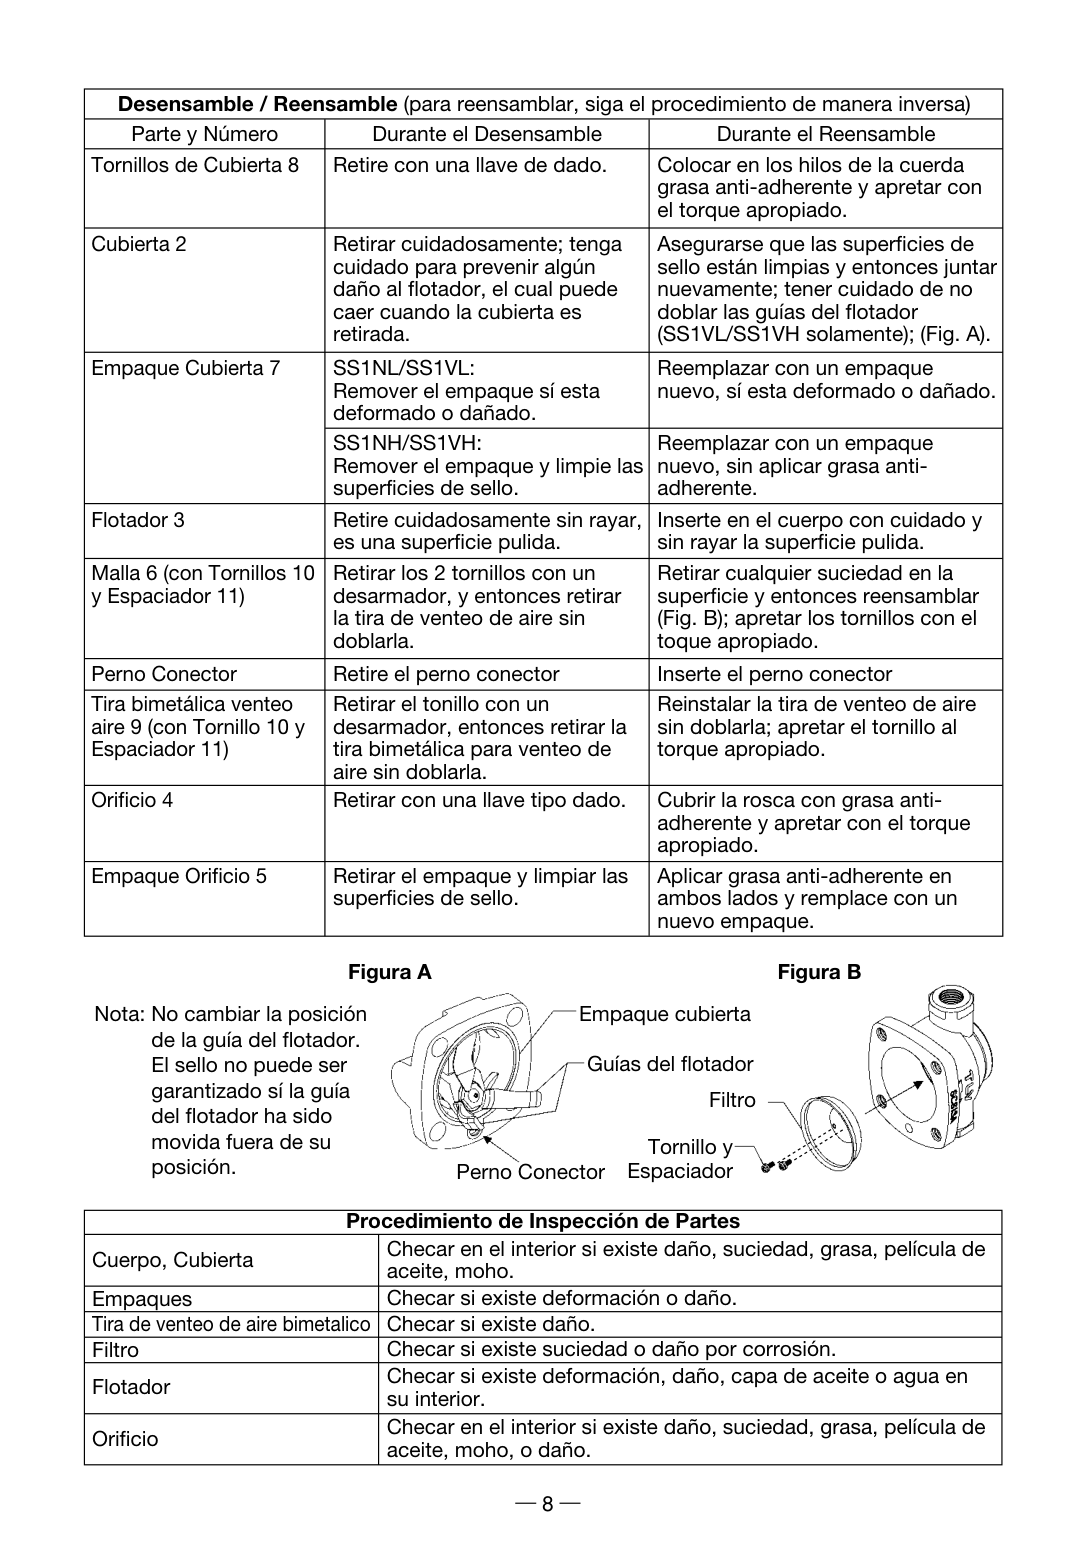 Desensamble / Reensamble (para reensamblar, siga el procedimiento de manera inversa)
Parte y Número
Durante el Desensamble
Durante el Reensamble
Tornillos de Cubierta 8
Retire con una llave de dado.
Colocar en los hilos de la cuerda
grasa anti-adherente y apretar con
el torque apropiado.
Cubierta 2
Retirar cuidadosamente; tenga
cuidado para prevenir algún
daño al flotador, el cual puede
caer cuando la cubierta es
retirada.
Asegurarse que las superficies de
sello están limpias y entonces juntar
nuevamente; tener cuidado de no
doblar las guías del flotador
(SS1VL/SS1VH solamente); (Fig. A).
Empaque Cubierta 7
SS1NL/SS1VL:
Remover el empaque sí esta
deformado o dañado.
Reemplazar con un empaque
nuevo, sí esta deformado o dañado.
SS1NH/SS1VH:
Remover el empaque y limpie las
superficies de sello.
Reemplazar con un empaque
nuevo, sin aplicar grasa anti-
adherente.
Flotador 3
Retire cuidadosamente sin rayar,
es una superficie pulida.
Inserte en el cuerpo con cuidado y
sin rayar la superficie pulida.
Malla 6 (con Tornillos 10
y Espaciador 11)
Retirar los 2 tornillos con un
desarmador, y entonces retirar
la tira de venteo de aire sin
doblarla.
Retirar cualquier suciedad en la
superficie y entonces reensamblar
(Fig. B); apretar los tornillos con el
toque apropiado.
Perno Conector
Retire el perno conector
Inserte el perno conector
Tira bimetálica venteo
aire 9 (con Tornillo 10 y
Espaciador 11)
Retirar el tonillo con un
desarmador, entonces retirar la
tira bimetálica para venteo de
aire sin doblarla.
Reinstalar la tira de venteo de aire
sin doblarla; apretar el tornillo al
torque apropiado.
Orificio 4
Retirar con una llave tipo dado.
Cubrir la rosca con grasa anti-
adherente y apretar con el torque
apropiado.
Empaque Orificio 5
Retirar el empaque y limpiar las
superficies de sello.
Aplicar grasa anti-adherente en
ambos lados y remplace con un
nuevo empaque.
Figura A
Figura B
Nota: No cambiar la posición
de la guía del flotador.
El sello no puede ser
garantizado sí la guía
del flotador ha sido
movida fuera de su
posición.
Empaque cubierta
Guías del flotador
Perno Conector
Filtro
Tornillo y
Espaciador
Procedimiento de Inspección de Partes
Cuerpo, Cubierta
Checar en el interior si existe daño, suciedad, grasa, película de
aceite, moho.
Empaques
Checar si existe deformación o daño.
Tira de venteo de aire bimetalico
Checar si existe daño.
Filtro
Checar si existe suciedad o daño por corrosión.
Flotador
Checar si existe deformación, daño, capa de aceite o agua en
su interior.
Orificio
Checar en el interior si existe daño, suciedad, grasa, película de
aceite, moho, o daño.
— 8 —